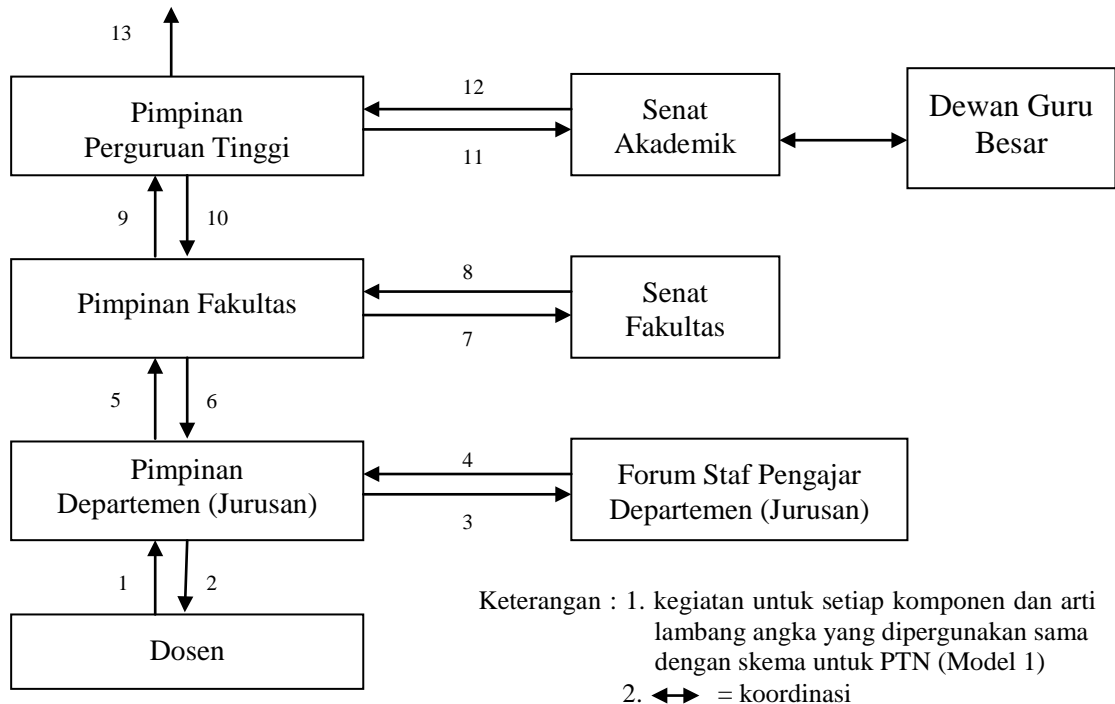 13
Pimpinan
Perguruan Tinggi
12
11
Senat
Akademik
Dewan Guru
Besar
9
10
Pimpinan Fakultas
8
7
Senat
Fakultas
5
6
Pimpinan
Departemen (Jurusan)
4
3
Forum Staf Pengajar
Departemen (Jurusan)
1
2
Dosen
Keterangan : 1. kegiatan untuk setiap komponen dan arti
lambang angka yang dipergunakan sama
dengan skema untuk PTN (Model 1)
2. ↔ = koordinasi